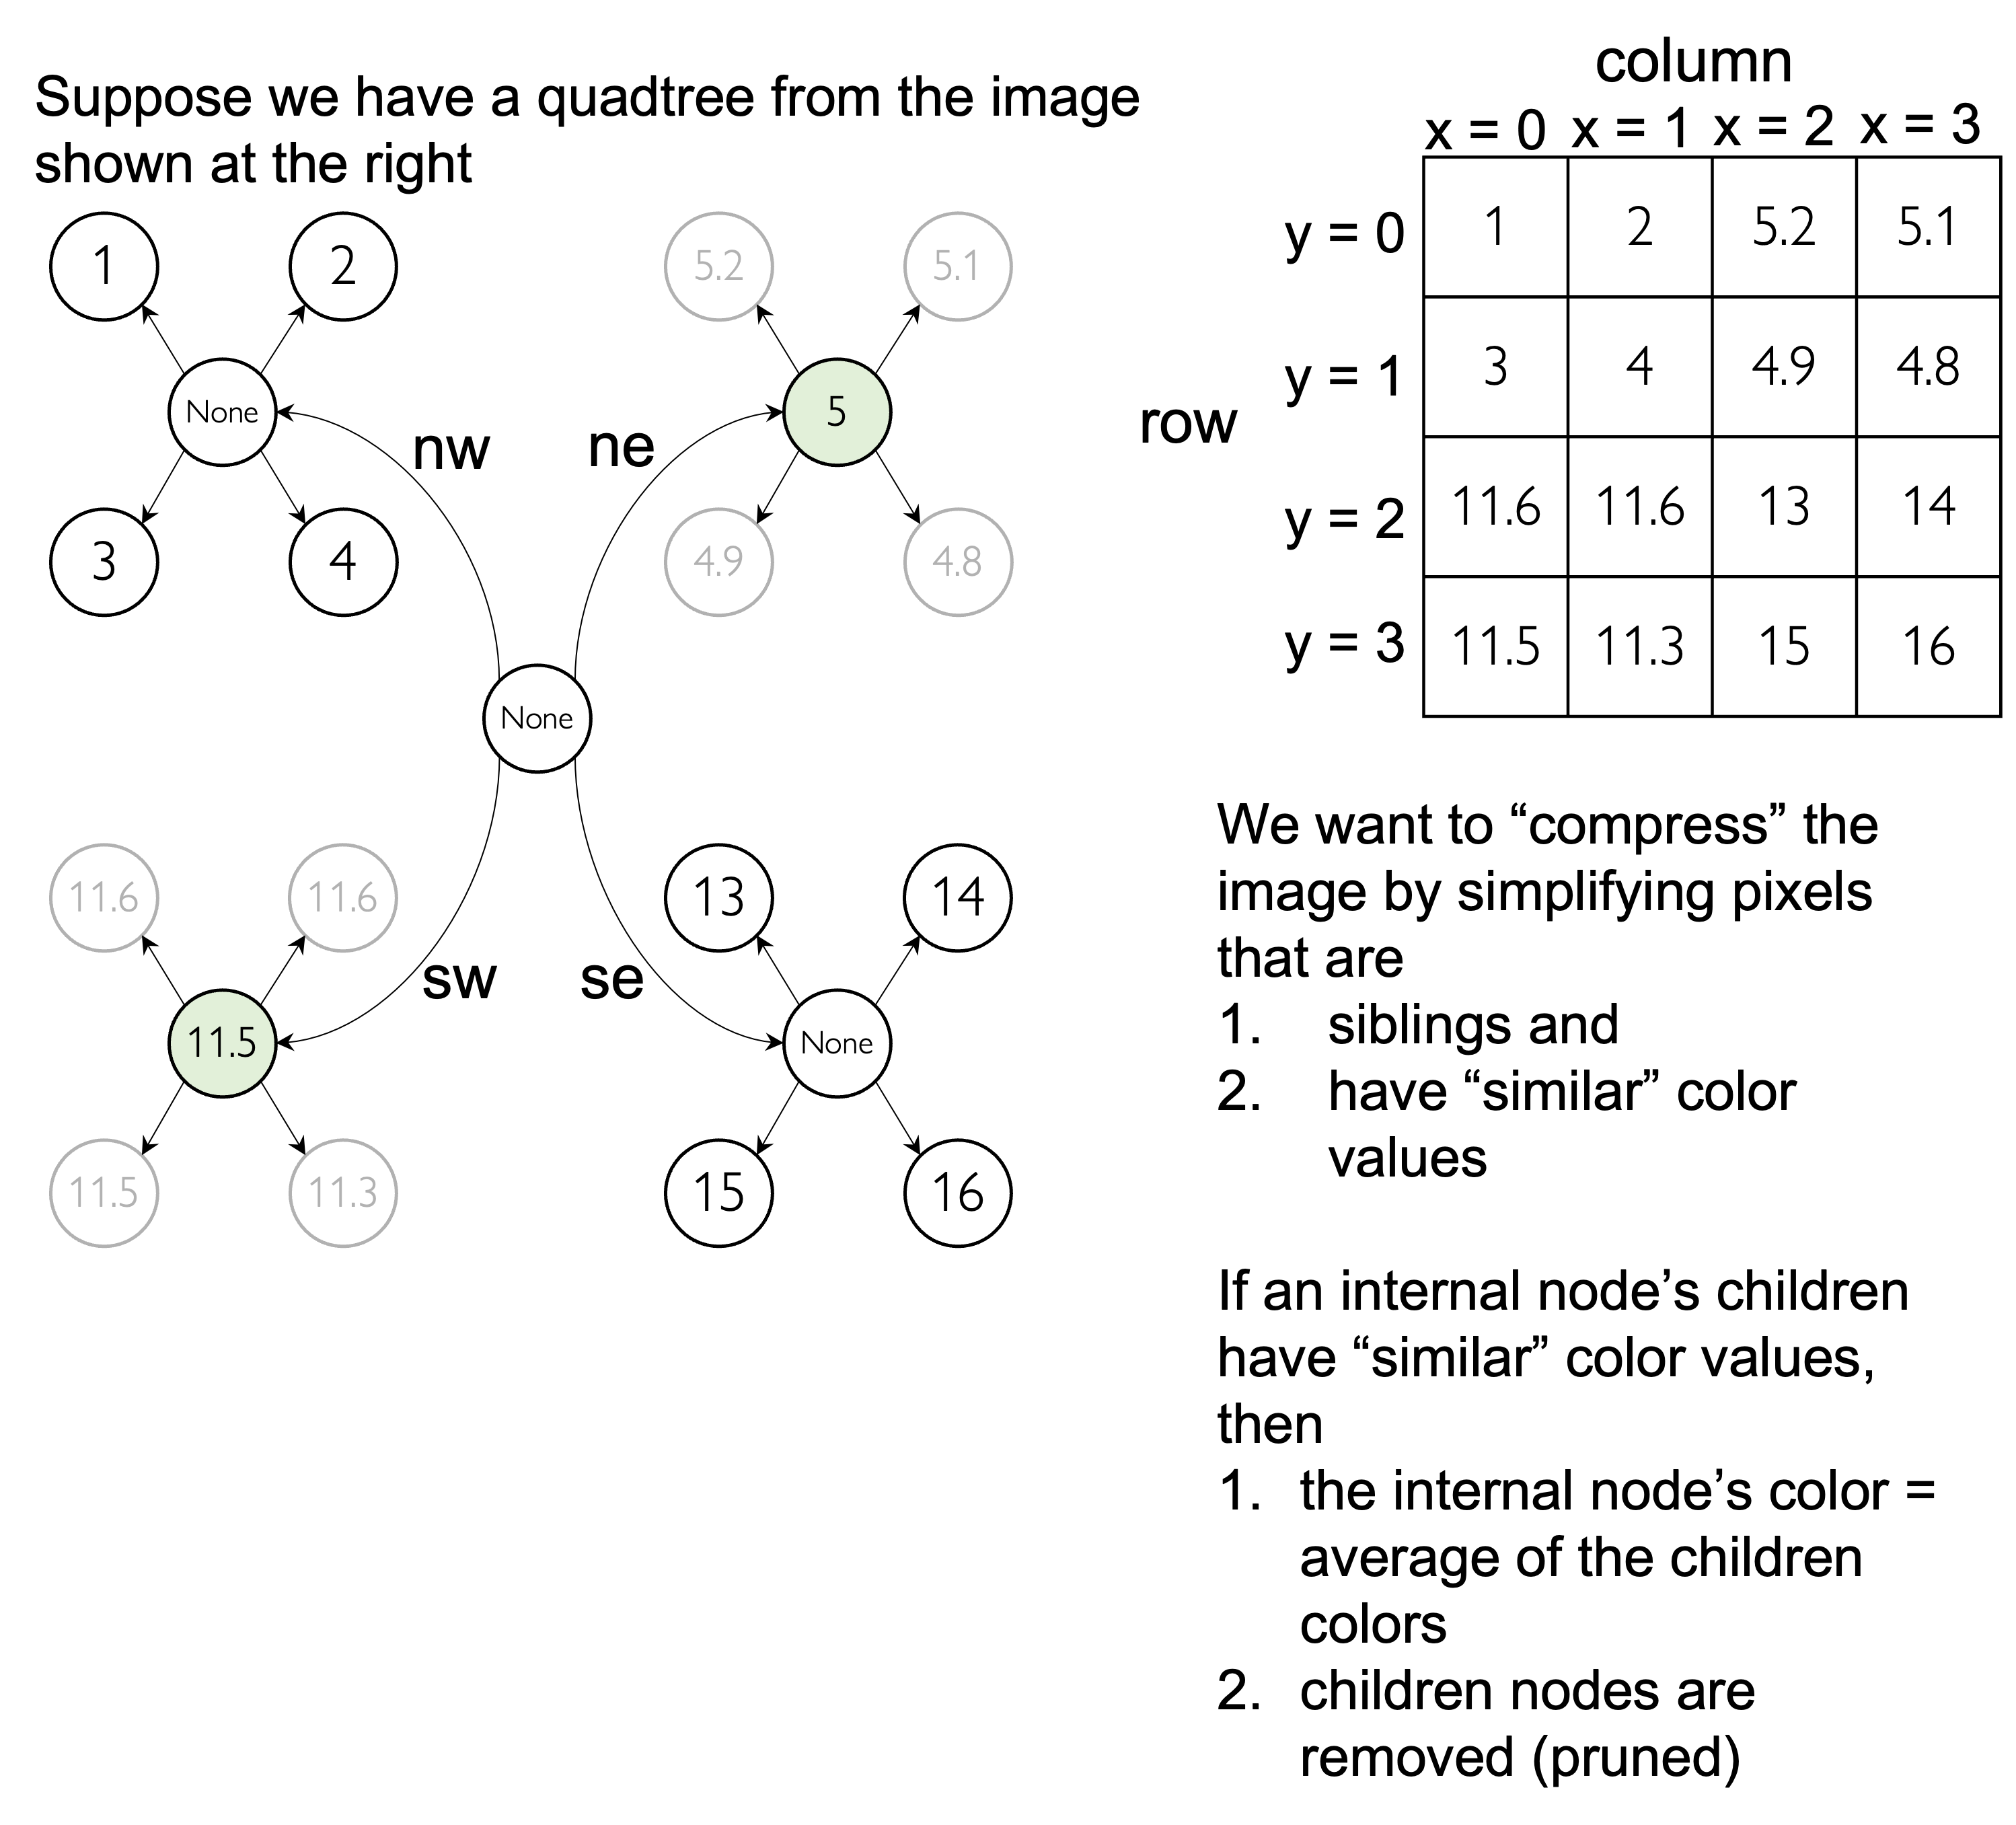 Suppose we have a quadtree from the image
shown at the right
1
2
None
3
4
nw
5.2
5.1
5
4.9
4.8
ne
None
11.6
11.6
11.5
11.5
11.3
sw
13
14
None
15
16
se
column
x = 0 x = 1 x = 2 x = 3
row
y = 0 1 2 5.2 5.1
y = 1 3 4 4.9 4.8
y = 2 11.6 11.6 13 14
y = 3 11.5 11.3 15 16
We want to “compress” the
image by simplifying pixels
that are
1. siblings and
2. have “similar” color
values
If an internal node’s children
have “similar” color values,
then
1. the internal node’s color =
average of the children
colors
2. children nodes are
removed (pruned)